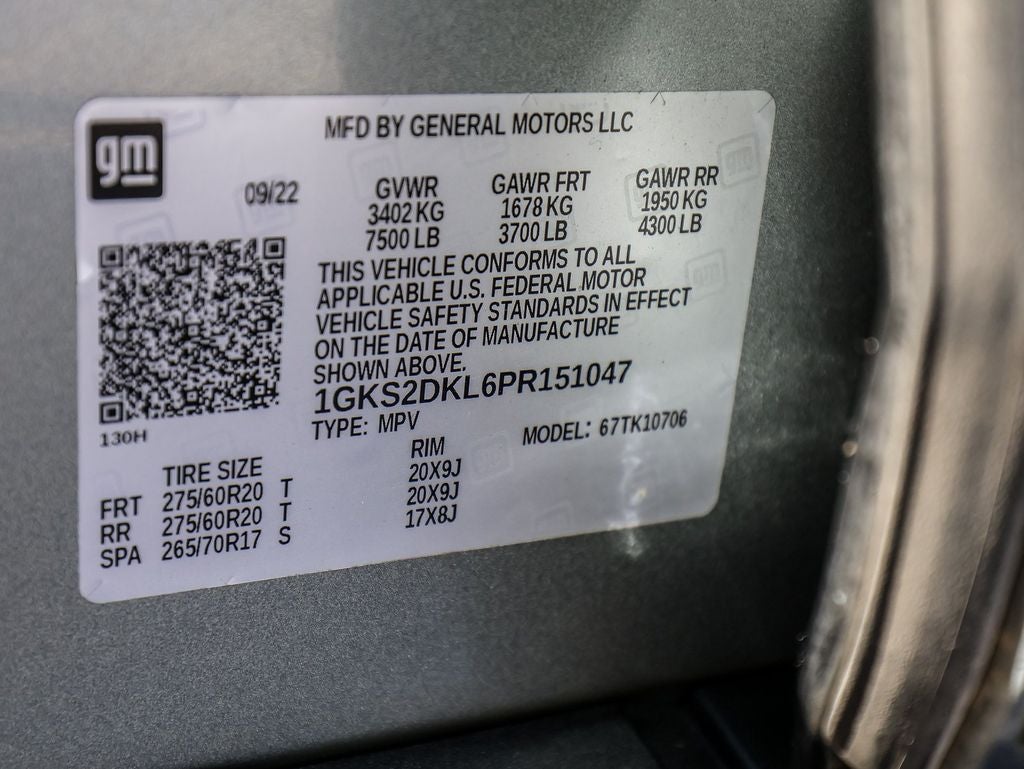 gm
MFD BY GENERAL MOTORS LLC
09/22
GVWR GAWR FRT GAWR RR
3402 KG 1678 KG 1950 KG
7500 LB 3700 LB 4300 LB
THIS VEHICLE CONFORMS TO ALL
APPLICABLE U.S. FEDERAL MOTOR
VEHICLE SAFETY STANDARDS IN EFFECT
ON THE DATE OF MANUFACTURE
SHOWN ABOVE.
1GKS2DKL6PR151047
TYPE: MPV MODEL: 67TK10706
130H
TIRE SIZE RIM
FRT 275/60R20 T 20X9J
RR 275/60R20 T 20X9J
SPA 265/70R17 S 17X8J